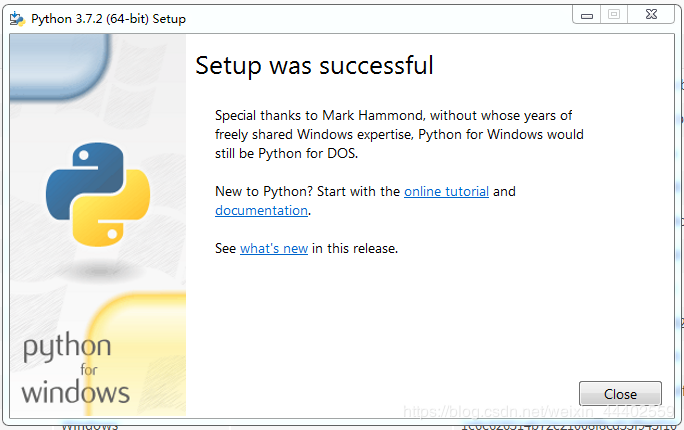 Python 3.7.2 (64-bit) Setup
Setup was successful
Special thanks to Mark Hammond, without whose years of
freely shared Windows expertise, Python for Windows would
still be Python for DOS.
New to Python? Start with the online tutorial and
documentation.
See what's new in this release.
python
for
windows
Close
https://blog.csdn.net/weixin_44402559
Windows